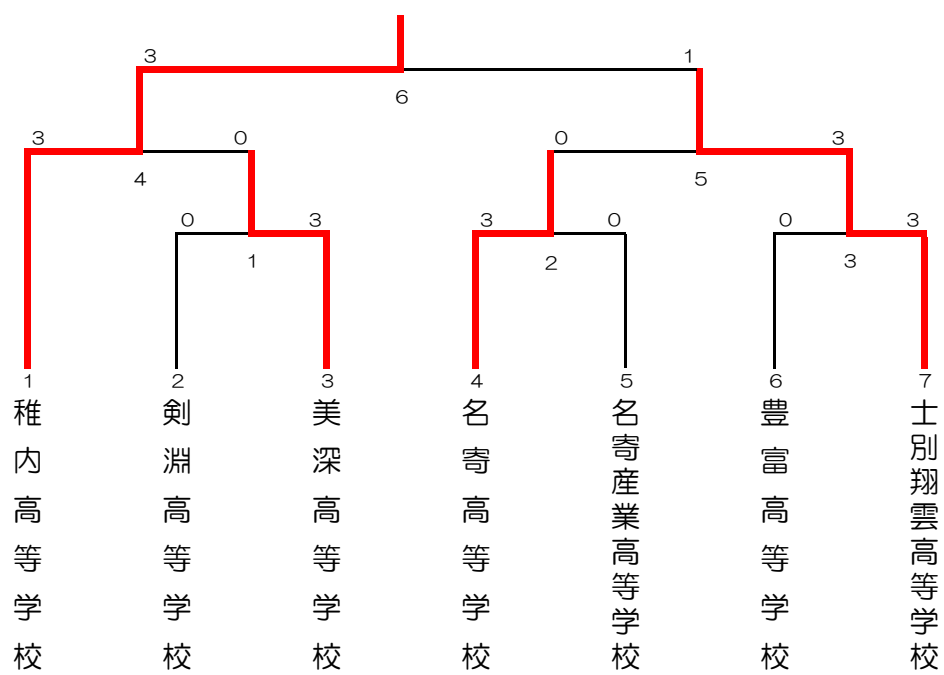 3 1
6
3 0 0 3
4 5
0 3 3 0 0 3
1 2 3
1 2 3 4 5 6 7
稚内高等学校
剣淵高等学校
美深高等学校
名寄高等学校
名寄産業高等学校
豊富高等学校
士別翔雲高等学校